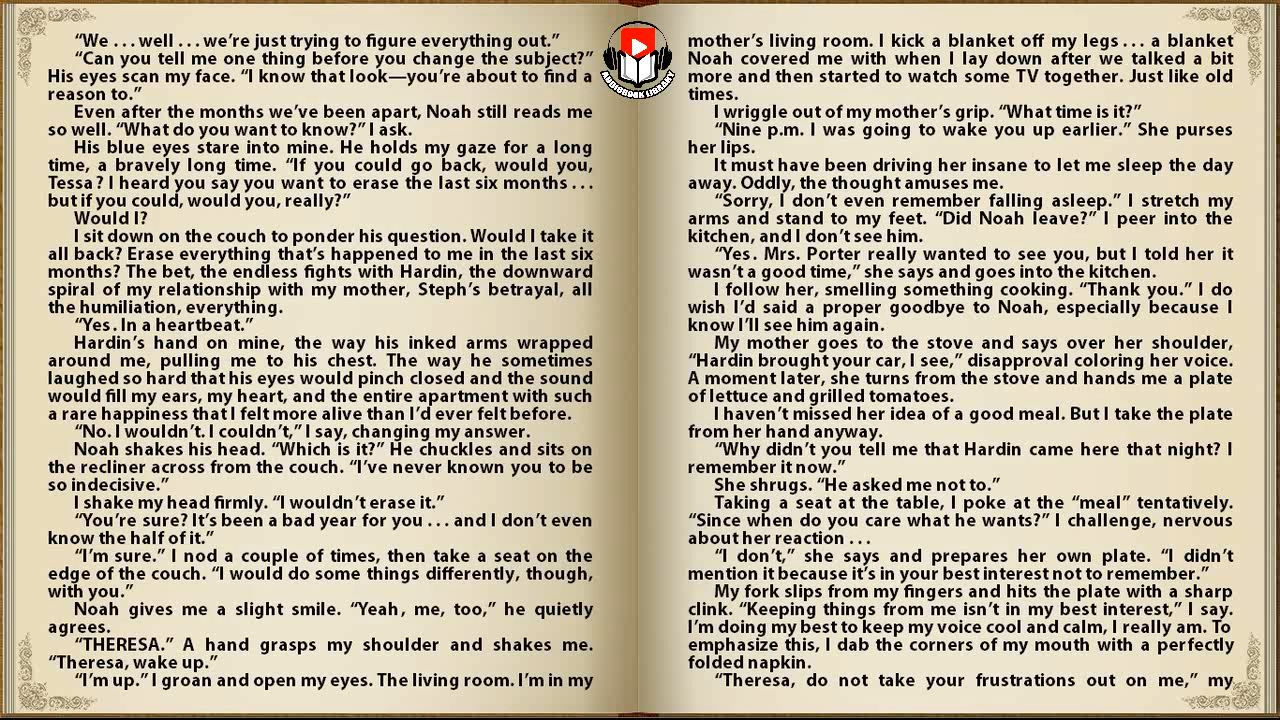 “We . . . well . . . we’re just trying to figure everything out.”
“Can you tell me one thing before you change the subject?”
His eyes scan my face. “I know that look—you’re about to find a
reason to.”
Even after the months we’ve been apart, Noah still reads me
so well. “What do you want to know?” I ask.
His blue eyes stare into mine. He holds my gaze for a long
time, a bravely long time. “If you could go back, would you,
Tessa? I heard you say you want to erase the last six months . . .
but if you could, would you, really?”
Would I?
I sit down on the couch to ponder his question. Would I take it
all back? Erase everything that’s happened to me in the last six
months? The bet, the endless fights with Hardin, the downward
spiral of my relationship with my mother, Steph’s betrayal, all
the humiliation, everything.
“Yes. In a heartbeat.”
Hardin’s hand on mine, the way his inked arms wrapped
around me, pulling me to his chest. The way he sometimes
laughed so hard that his eyes would pinch closed and the sound
would fill my ears, my heart, and the entire apartment with such
a rare happiness that I felt more alive than I’d ever felt before.
“No. I wouldn’t. I couldn’t,” I say, changing my answer.
Noah shakes his head. “Which is it?” He chuckles and sits on
the recliner across from the couch. “I’ve never known you to be
so indecisive.”
I shake my head firmly. “I wouldn’t erase it.”
“You’re sure? It’s been a bad year for you . . . and I don’t even
know the half of it.”
“I’m sure.” I nod a couple of times, then take a seat on the
edge of the couch. “I would do some things differently, though,
with you.”
Noah gives me a slight smile. “Yeah, me, too,” he quietly
agrees.
“THERESA.” A hand grasps my shoulder and shakes me.
“Theresa, wake up.”
“I’m up.” I groan and open my eyes. The living room. I’m in my
AUDIOBOOK LIBRARY
mother’s living room. I kick a blanket off my legs . . . a blanket
Noah covered me with when I lay down after we talked a bit
more and then started to watch some TV together. Just like old
times.
I wriggle out of my mother’s grip. “What time is it?”
“Nine p.m. I was going to wake you up earlier.” She purses
her lips.
It must have been driving her insane to let me sleep the day
away. Oddly, the thought amuses me.
“Sorry, I don’t even remember falling asleep.” I stretch my
arms and stand to my feet. “Did Noah leave?” I peer into the
kitchen, and I don’t see him.
“Yes. Mrs. Porter really wanted to see you, but I told her it
wasn’t a good time,” she says and goes into the kitchen.
I follow her, smelling something cooking. “Thank you.” I do
wish I’d said a proper goodbye to Noah, especially because I
know I’ll see him again.
My mother goes to the stove and says over her shoulder,
“Hardin brought your car, I see,” disapproval coloring her voice.
A moment later, she turns from the stove and hands me a plate
of lettuce and grilled tomatoes.
I haven’t missed her idea of a good meal. But I take the plate
from her hand anyway.
“Why didn’t you tell me that Hardin came here that night? I
remember it now.”
She shrugs. “He asked me not to.”
Taking a seat at the table, I poke at the “meal” tentatively.
“Since when do you care what he wants?” I challenge, nervous
about her reaction . . .
“I don’t,” she says and prepares her own plate. “I didn’t
mention it because it’s in your best interest not to remember.”
My fork slips from my fingers and hits the plate with a sharp
clink. “Keeping things from me isn’t in my best interest,” I say.
I’m doing my best to keep my voice cool and calm, I really am. To
emphasize this, I dab the corners of my mouth with a perfectly
folded napkin.
“Theresa, do not take your frustrations out on me,” my